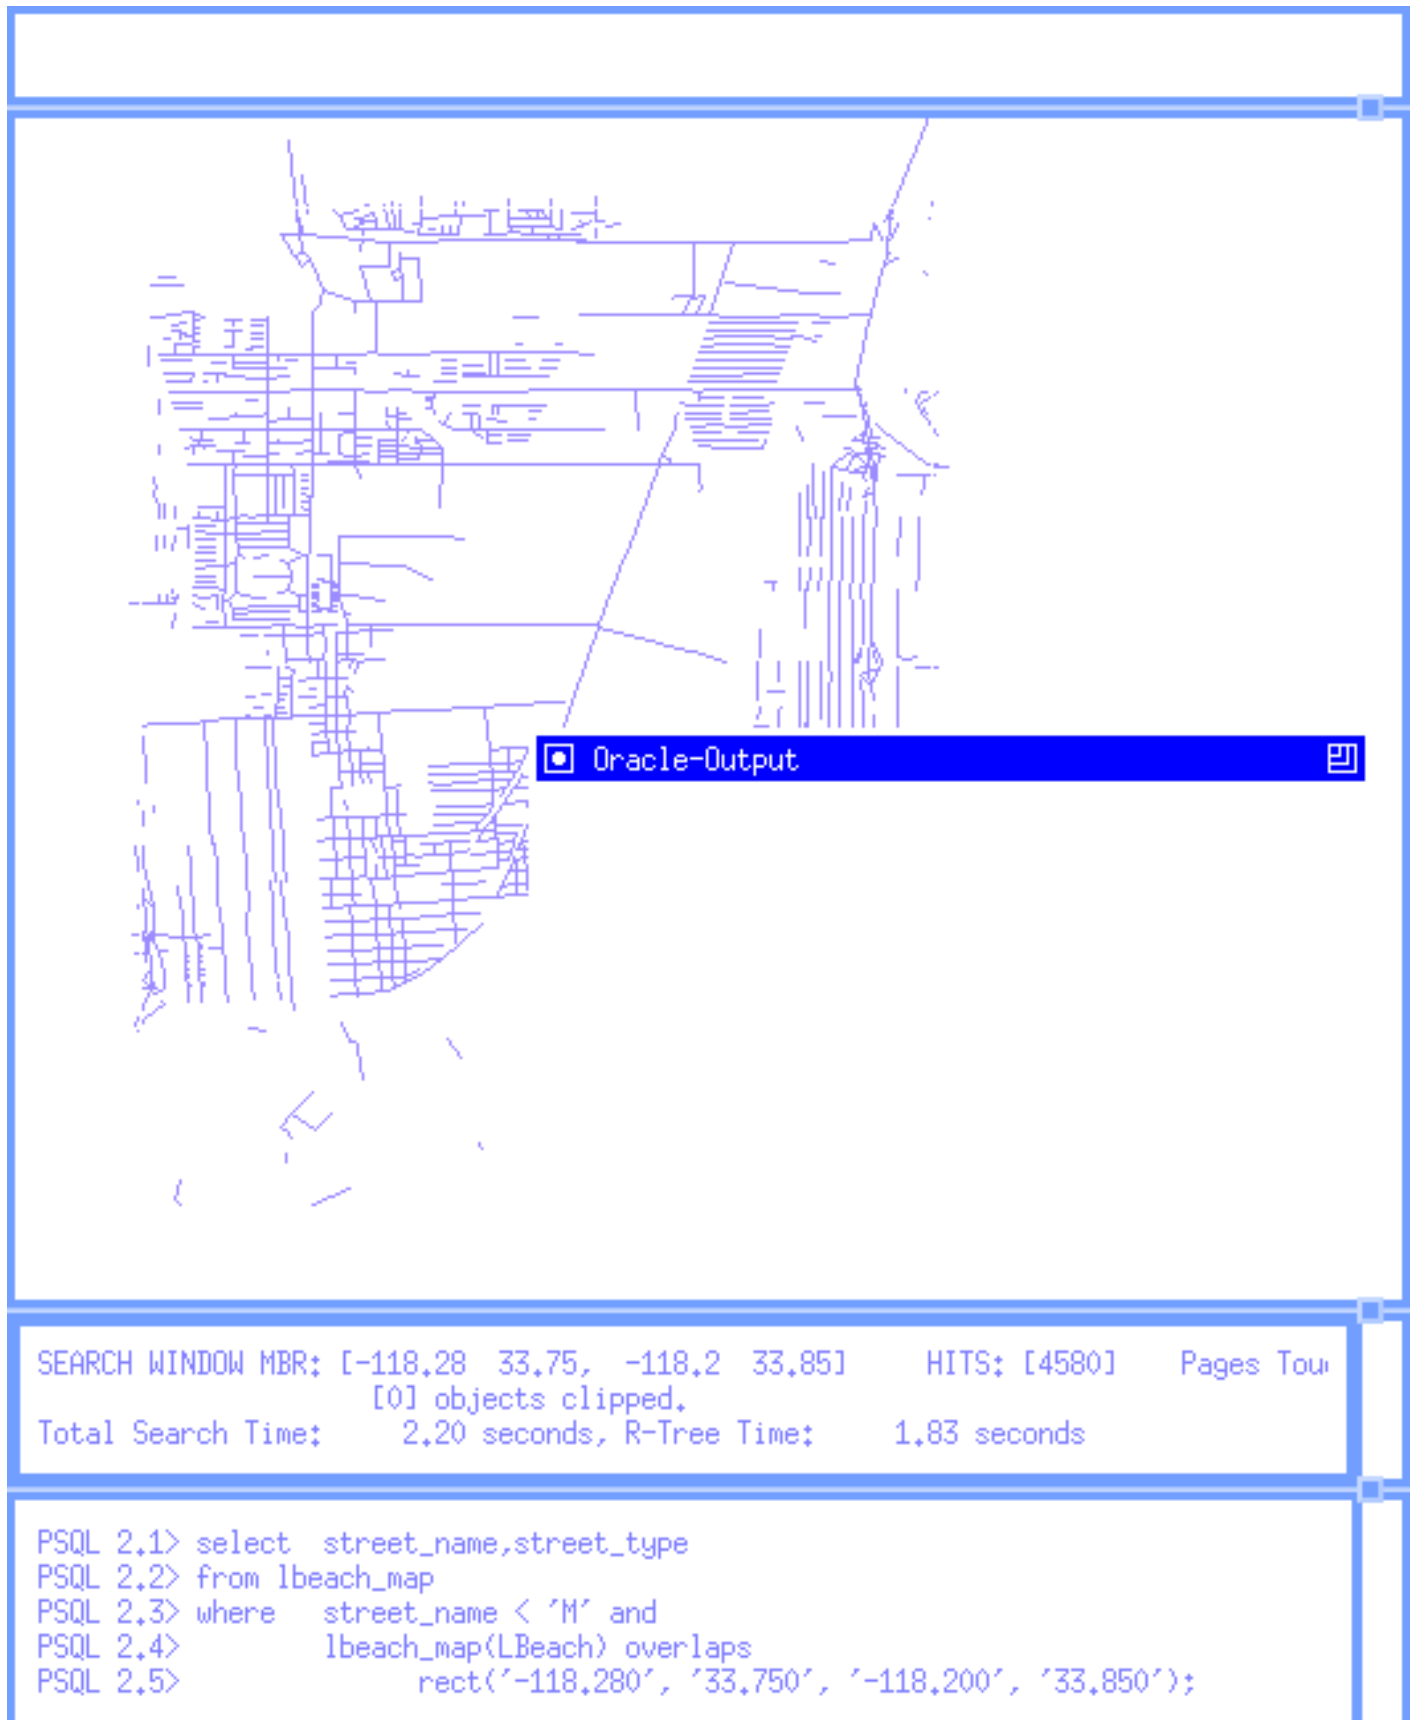 Oracle-Output
SEARCH WINDOW MBR: [-118.28 33.75, -118.2 33.85] HITS: [4580] Pages
[0] objects clipped.
Total Search Time: 2.20 seconds, R-Tree Time: 1.83 seconds
PSQL 2.1> select street_name,street_type
PSQL 2.2> from lbeach_map
PSQL 2.3> where street_name < 'M' and
PSQL 2.4> lbeach_map(LBeach) overlaps
PSQL 2.5> rect('-118.280', '33.750', '-118.200', '33.850');